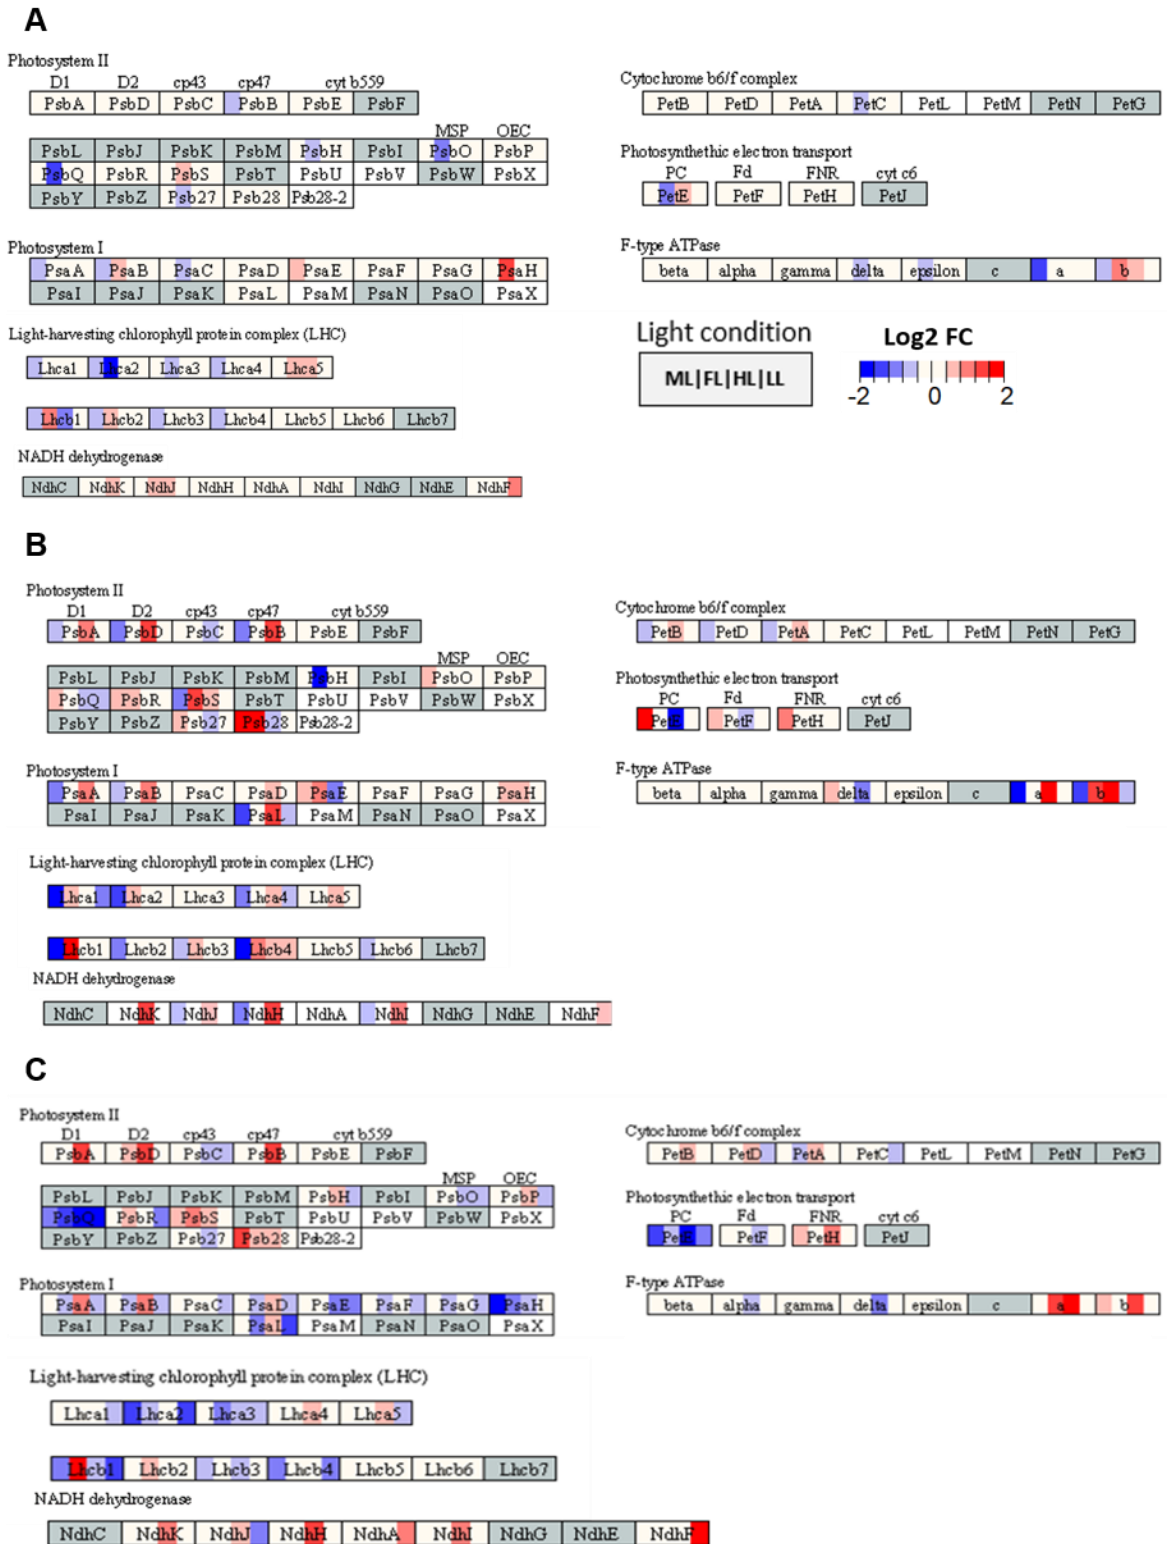 A
Photosystem II
D1 D2 cp43 cp47 cyt b559
PsbA PsbD PsbC PsbB PsbE PsbF
MSP OEC
PsbL PsbJ PsbK PsbM PsbH PsbI PsbO PsbP
PsbQ PsbR PsbS PsbT PsbU PsbV PsbW PsbX
PsbY PsbZ Psb27 Psb28 Psb28-2
Photosystem I
PsaA PsaB PsaC PsaD PsaE PsaF PsaG PsaH
PsaI PsaJ PsaK PsaL PsaM PsaN PsaO PsaX
Light-harvesting chlorophyll protein complex (LHC)
Lhca1 Lhca2 Lhca3 Lhca4 Lhca5
Lhcb1 Lhcb2 Lhcb3 Lhcb4 Lhcb5 Lhcb6 Lhcb7
NADH dehydrogenase
NdhC NdhK NdhJ NdhH NdhA NdhI NdhG NdhE NdhF
Cytochrome b6/f complex
PetB PetD PetA PetC PetL PetM PetN PetG
Photosynthethic electron transport
PC Fd FNR cyt c6
PetE PetF PetH PetJ
F-type ATPase
beta alpha gamma delta epsilon c a b
Light condition
ML|FL|HL|LL
Log2 FC
-2 0 2
B
Photosystem II
D1 D2 cp43 cp47 cyt b559
PsbA PsbD PsbC PsbB PsbE PsbF
MSP OEC
PsbL PsbJ PsbK PsbM PsbH PsbI PsbO PsbP
PsbQ PsbR PsbS PsbT PsbU PsbV PsbW PsbX
PsbY PsbZ Psb27 Psb28 Psb28-2
Photosystem I
PsaA PsaB PsaC PsaD PsaE PsaF PsaG PsaH
PsaI PsaJ PsaK PsaL PsaM PsaN PsaO PsaX
Light-harvesting chlorophyll protein complex (LHC)
Lhca1 Lhca2 Lhca3 Lhca4 Lhca5
Lhcb1 Lhcb2 Lhcb3 Lhcb4 Lhcb5 Lhcb6 Lhcb7
NADH dehydrogenase
NdhC NdhK NdhJ NdhH NdhA NdhI NdhG NdhE NdhF
Cytochrome b6/f complex
PetB PetD PetA PetC PetL PetM PetN PetG
Photosynthethic electron transport
PC Fd FNR cyt c6
PetE PetF PetH PetJ
F-type ATPase
beta alpha gamma delta epsilon c a b
C
Photosystem II
D1 D2 cp43 cp47 cyt b559
PsbA PsbD PsbC PsbB PsbE PsbF
MSP OEC
PsbL PsbJ PsbK PsbM PsbH PsbI PsbO PsbP
PsbQ PsbR PsbS PsbT PsbU PsbV PsbW PsbX
PsbY PsbZ Psb27 Psb28 Psb28-2
Photosystem I
PsaA PsaB PsaC PsaD PsaE PsaF PsaG PsaH
PsaI PsaJ PsaK PsaL PsaM PsaN PsaO PsaX
Light-harvesting chlorophyll protein complex (LHC)
Lhca1 Lhca2 Lhca3 Lhca4 Lhca5
Lhcb1 Lhcb2 Lhcb3 Lhcb4 Lhcb5 Lhcb6 Lhcb7
NADH dehydrogenase
NdhC NdhK NdhJ NdhH NdhA NdhI NdhG NdhE NdhF
Cytochrome b6/f complex
PetB PetD PetA PetC PetL PetM PetN PetG
Photosynthethic electron transport
PC Fd FNR cyt c6
PetE PetF PetH PetJ
F-type ATPase
beta alpha gamma delta epsilon c a b